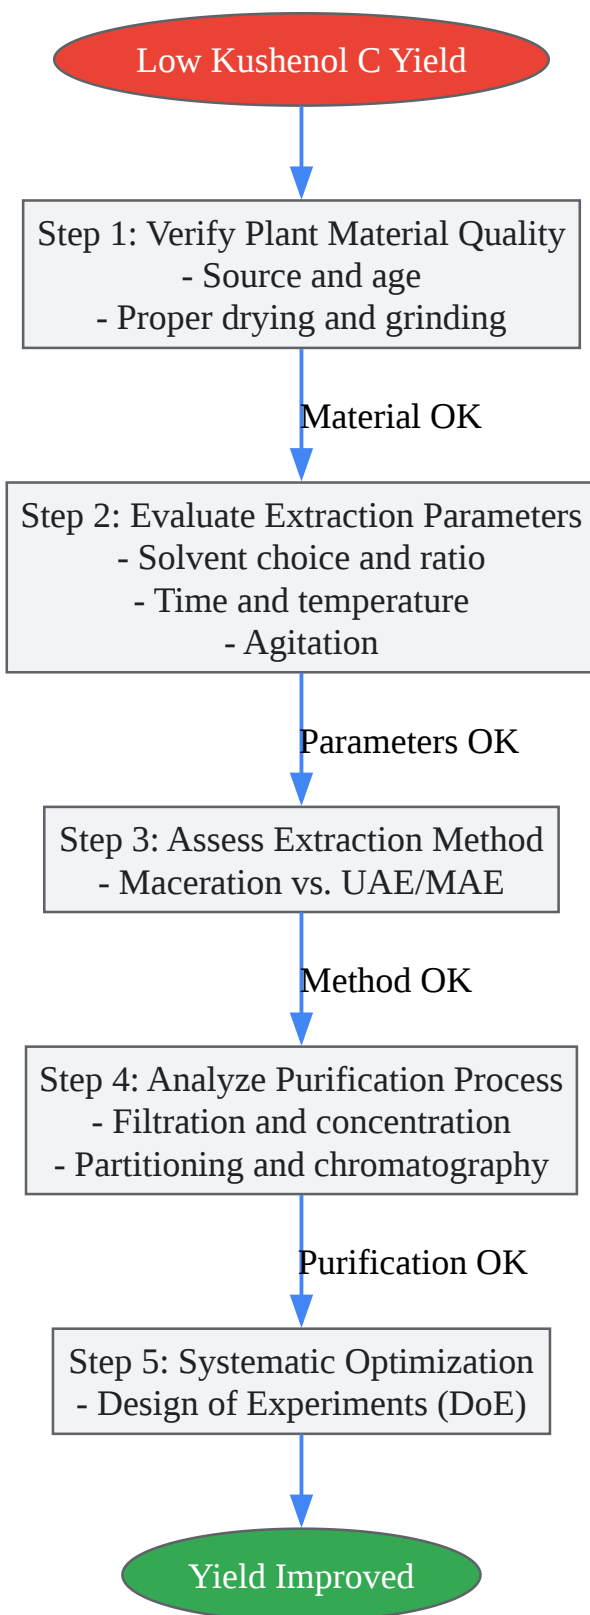 Low Kushenol C Yield
Step 1: Verify Plant Material Quality
- Source and age
- Proper drying and grinding
Material OK
Step 2: Evaluate Extraction Parameters
- Solvent choice and ratio
- Time and temperature
- Agitation
Parameters OK
Step 3: Assess Extraction Method
- Maceration vs. UAE/MAE
Method OK
Step 4: Analyze Purification Process
- Filtration and concentration
- Partitioning and chromatography
Purification OK
Step 5: Systematic Optimization
- Design of Experiments (DoE)
Yield Improved